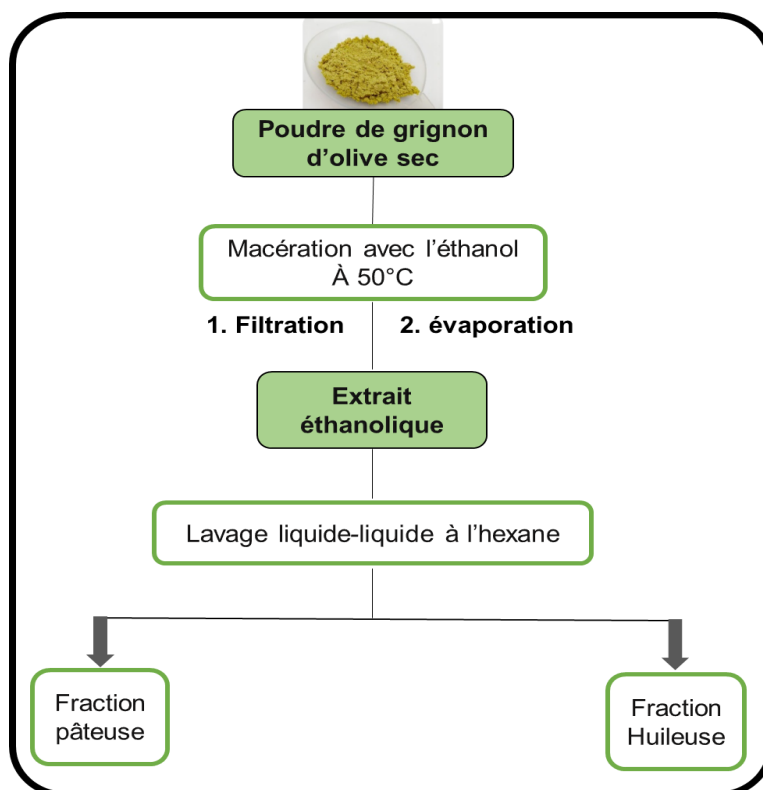 Poudre de grignon
d’olive sec
Macération avec l’éthanol
À 50°C
1. Filtration 2. évaporation
Extrait
éthanolique
Lavage liquide-liquide à l’hexane
Fraction
pâteuse
Fraction
Huileuse